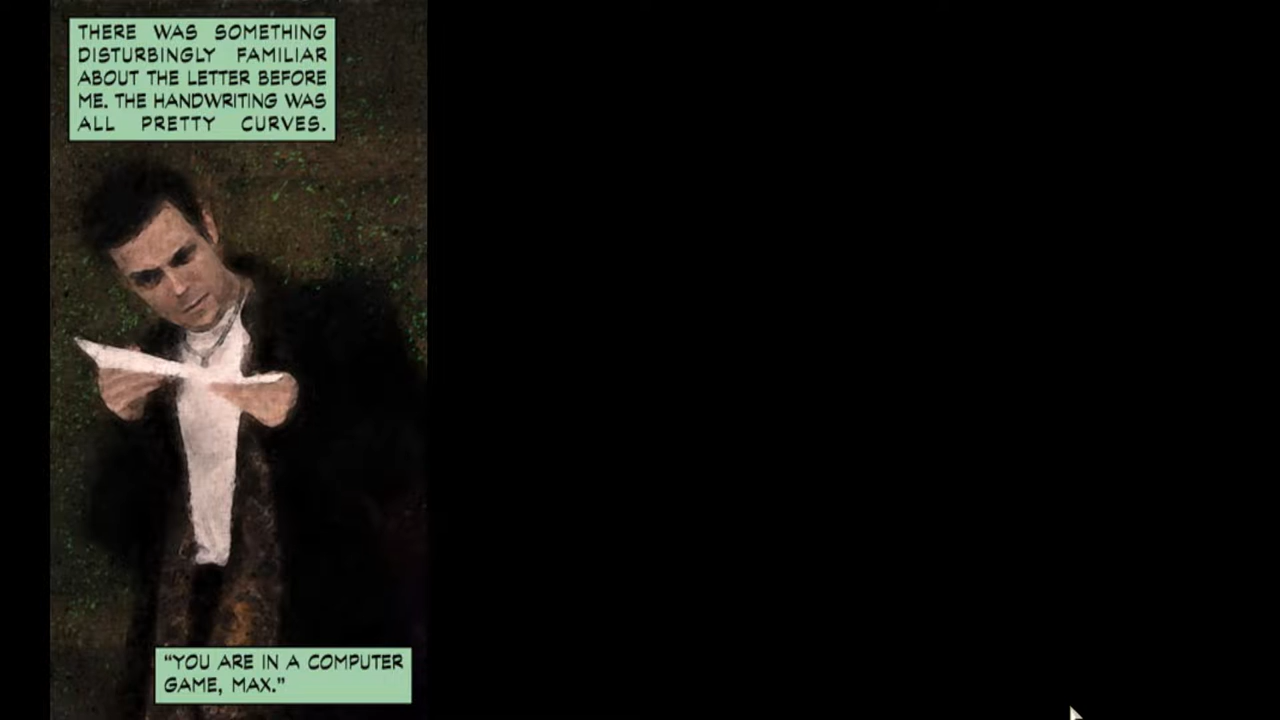 THERE WAS SOMETHING
DISTURBINGLY FAMILIAR
ABOUT THE LETTER BEFORE
ME. THE HANDWRITING WAS
ALL PRETTY CURVES.
“YOU ARE IN A COMPUTER
GAME, MAX.”